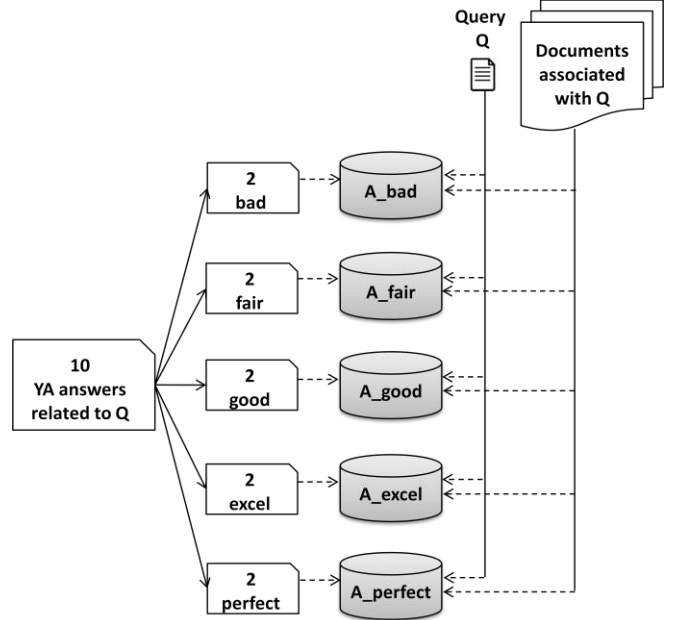 Query
Q
Documents
associated
with Q
2
bad
A_bad
2
fair
A_fair
10
YA answers
related to Q
2
good
A_good
2
excel
A_excel
2
perfect
A_perfect